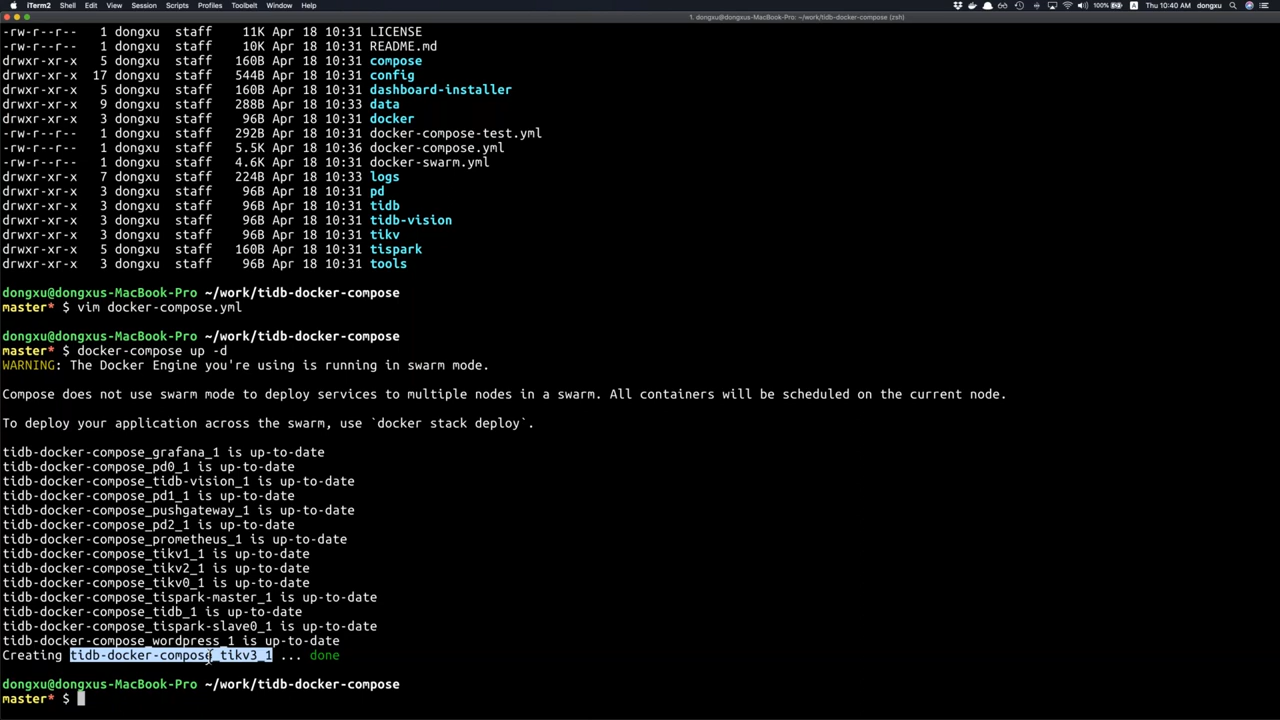 iTerm2 Shell Edit View Session Scripts Profiles Toolbelt Window Help 100% Thu 10:40 AM dongxu
1. dongxu@dongxus-MacBook-Pro: ~/work/tidb-docker-compose (zsh)
-rw-r--r-- 1 dongxu staff 11K Apr 18 10:31 LICENSE
-rw-r--r-- 1 dongxu staff 10K Apr 18 10:31 README.md
drwxr-xr-x 5 dongxu staff 160B Apr 18 10:31 compose
drwxr-xr-x 17 dongxu staff 544B Apr 18 10:31 config
drwxr-xr-x 5 dongxu staff 160B Apr 18 10:31 dashboard-installer
drwxr-xr-x 9 dongxu staff 288B Apr 18 10:33 data
drwxr-xr-x 3 dongxu staff 96B Apr 18 10:31 docker
-rw-r--r-- 1 dongxu staff 292B Apr 18 10:31 docker-compose-test.yml
-rw-r--r-- 1 dongxu staff 5.5K Apr 18 10:36 docker-compose.yml
-rw-r--r-- 1 dongxu staff 4.6K Apr 18 10:31 docker-swarm.yml
drwxr-xr-x 7 dongxu staff 224B Apr 18 10:33 logs
drwxr-xr-x 3 dongxu staff 96B Apr 18 10:31 pd
drwxr-xr-x 3 dongxu staff 96B Apr 18 10:31 tidb
drwxr-xr-x 3 dongxu staff 96B Apr 18 10:31 tidb-vision
drwxr-xr-x 3 dongxu staff 96B Apr 18 10:31 tikv
drwxr-xr-x 5 dongxu staff 160B Apr 18 10:31 tispark
drwxr-xr-x 3 dongxu staff 96B Apr 18 10:31 tools
dongxu@dongxus-MacBook-Pro ~/work/tidb-docker-compose
master* $ vim docker-compose.yml
dongxu@dongxus-MacBook-Pro ~/work/tidb-docker-compose
master* $ docker-compose up -d
WARNING: The Docker Engine you're using is running in swarm mode.
Compose does not use swarm mode to deploy services to multiple nodes in a swarm. All containers will be scheduled on the current node.
To deploy your application across the swarm, use `docker stack deploy`.
tidb-docker-compose_grafana_1 is up-to-date
tidb-docker-compose_pd0_1 is up-to-date
tidb-docker-compose_tidb-vision_1 is up-to-date
tidb-docker-compose_pd1_1 is up-to-date
tidb-docker-compose_pushgateway_1 is up-to-date
tidb-docker-compose_pd2_1 is up-to-date
tidb-docker-compose_prometheus_1 is up-to-date
tidb-docker-compose_tikv1_1 is up-to-date
tidb-docker-compose_tikv2_1 is up-to-date
tidb-docker-compose_tikv0_1 is up-to-date
tidb-docker-compose_tispark-master_1 is up-to-date
tidb-docker-compose_tidb_1 is up-to-date
tidb-docker-compose_tispark-slave0_1 is up-to-date
tidb-docker-compose_wordpress_1 is up-to-date
Creating tidb-docker-compose_tikv3_1 ... done
dongxu@dongxus-MacBook-Pro ~/work/tidb-docker-compose
master* $